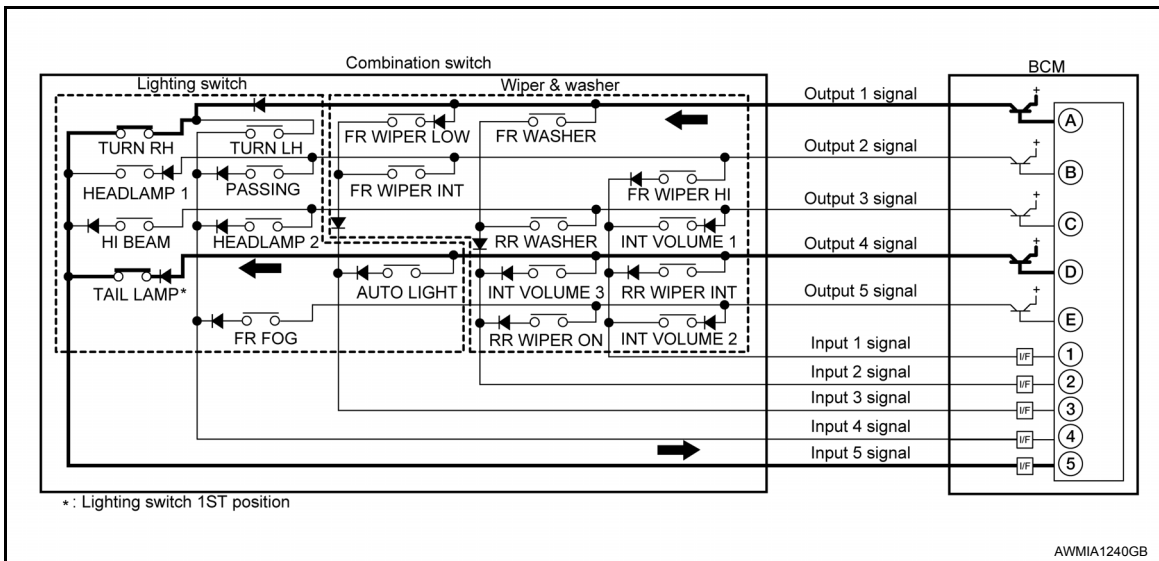 Combination switch
BCM
Lighting switch
Wiper & washer
Output 1 signal
+
A
TURN RH
TURN LH
FR WIPER LOW
FR WASHER
Output 2 signal
+
B
HEADLAMP 1
PASSING
FR WIPER INT
FR WIPER HI
Output 3 signal
+
C
HI BEAM
HEADLAMP 2
RR WASHER
INT VOLUME 1
Output 4 signal
+
D
TAIL LAMP*
AUTO LIGHT
INT VOLUME 3
RR WIPER INT
Output 5 signal
+
E
FR FOG
RR WIPER ON
INT VOLUME 2
Input 1 signal
I/F
1
Input 2 signal
I/F
2
Input 3 signal
I/F
3
Input 4 signal
I/F
4
Input 5 signal
I/F
5
*: Lighting switch 1ST position
AWMIA1240GB